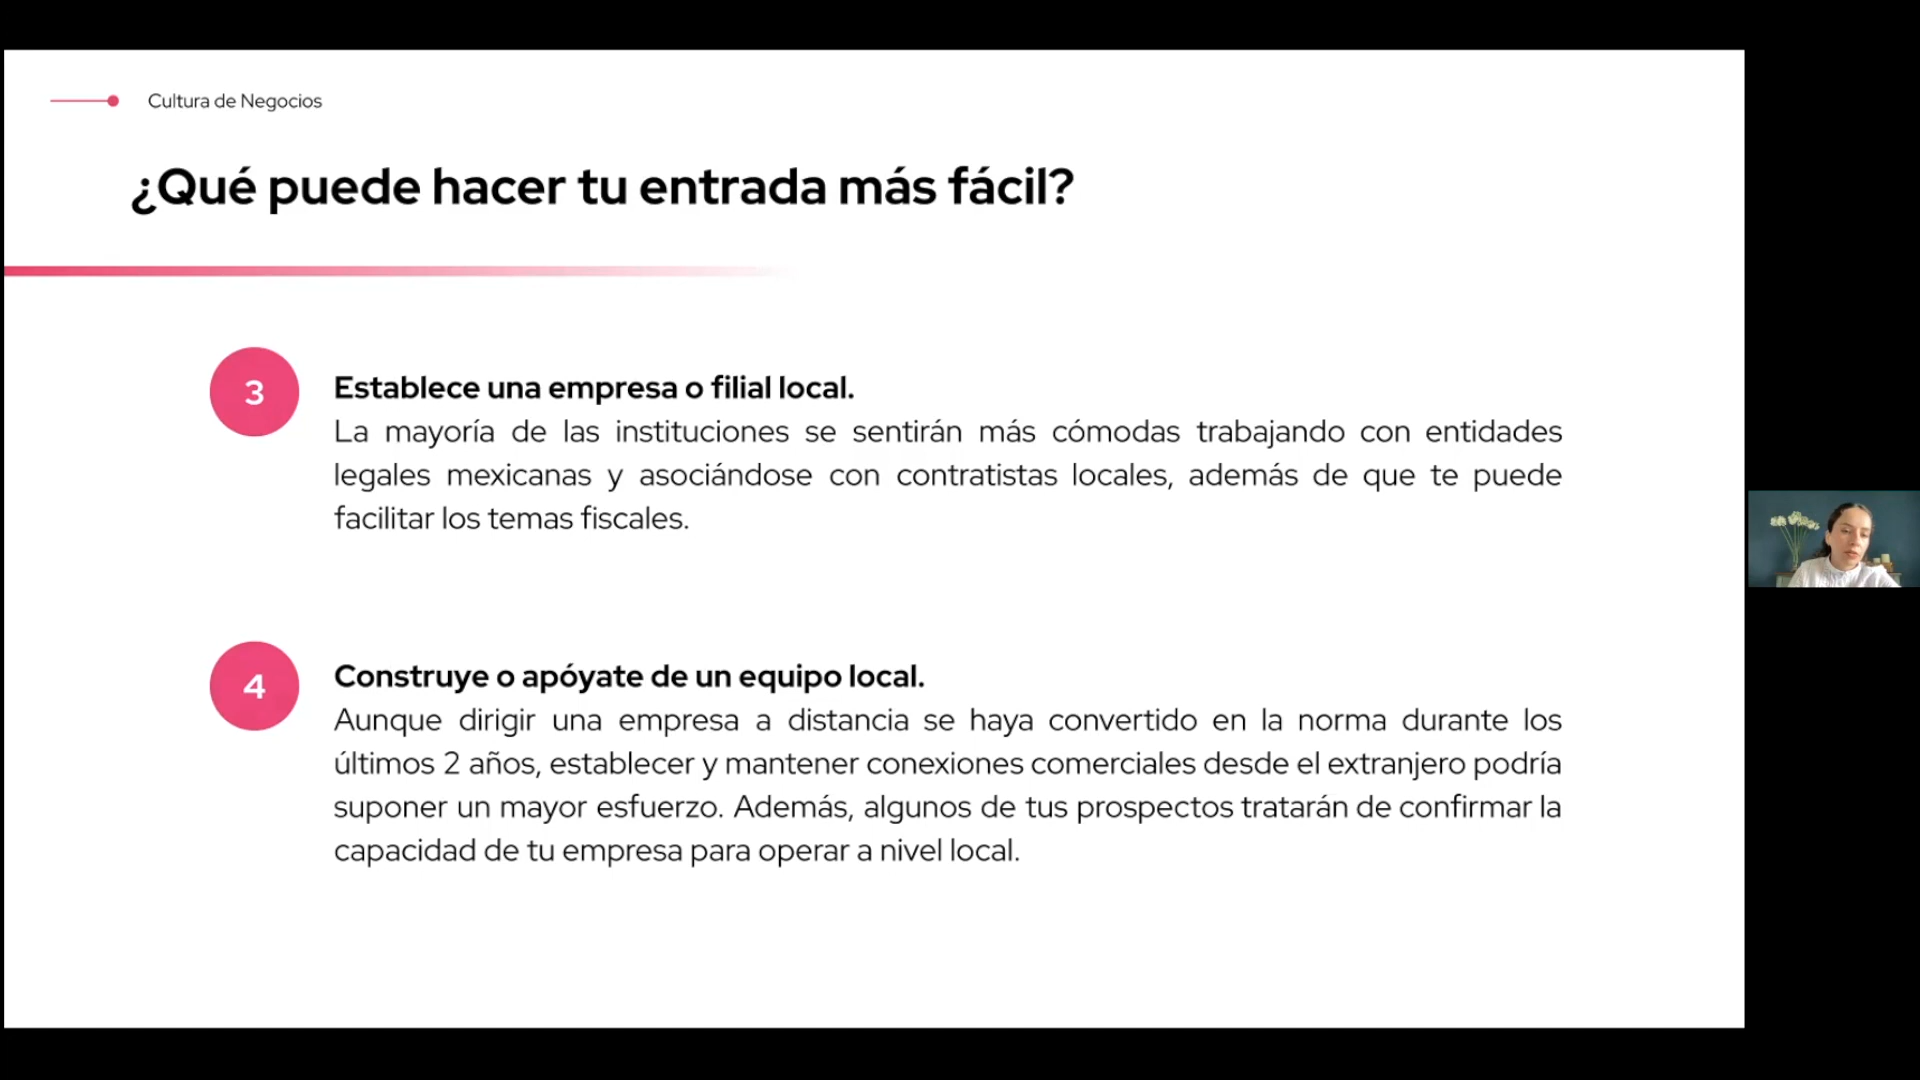 Cultura de Negocios
¿Qué puede hacer tu entrada más fácil?
3
Establece una empresa o filial local.
La mayoría de las instituciones se sentirán más cómodas trabajando con entidades
legales mexicanas y asociándose con contratistas locales, además de que te puede
facilitar los temas fiscales.
4
Construye o apóyate de un equipo local.
Aunque dirigir una empresa a distancia se haya convertido en la norma durante los
últimos 2 años, establecer y mantener conexiones comerciales desde el extranjero podría
suponer un mayor esfuerzo. Además, algunos de tus prospectos tratarán de confirmar la
capacidad de tu empresa para operar a nivel local.